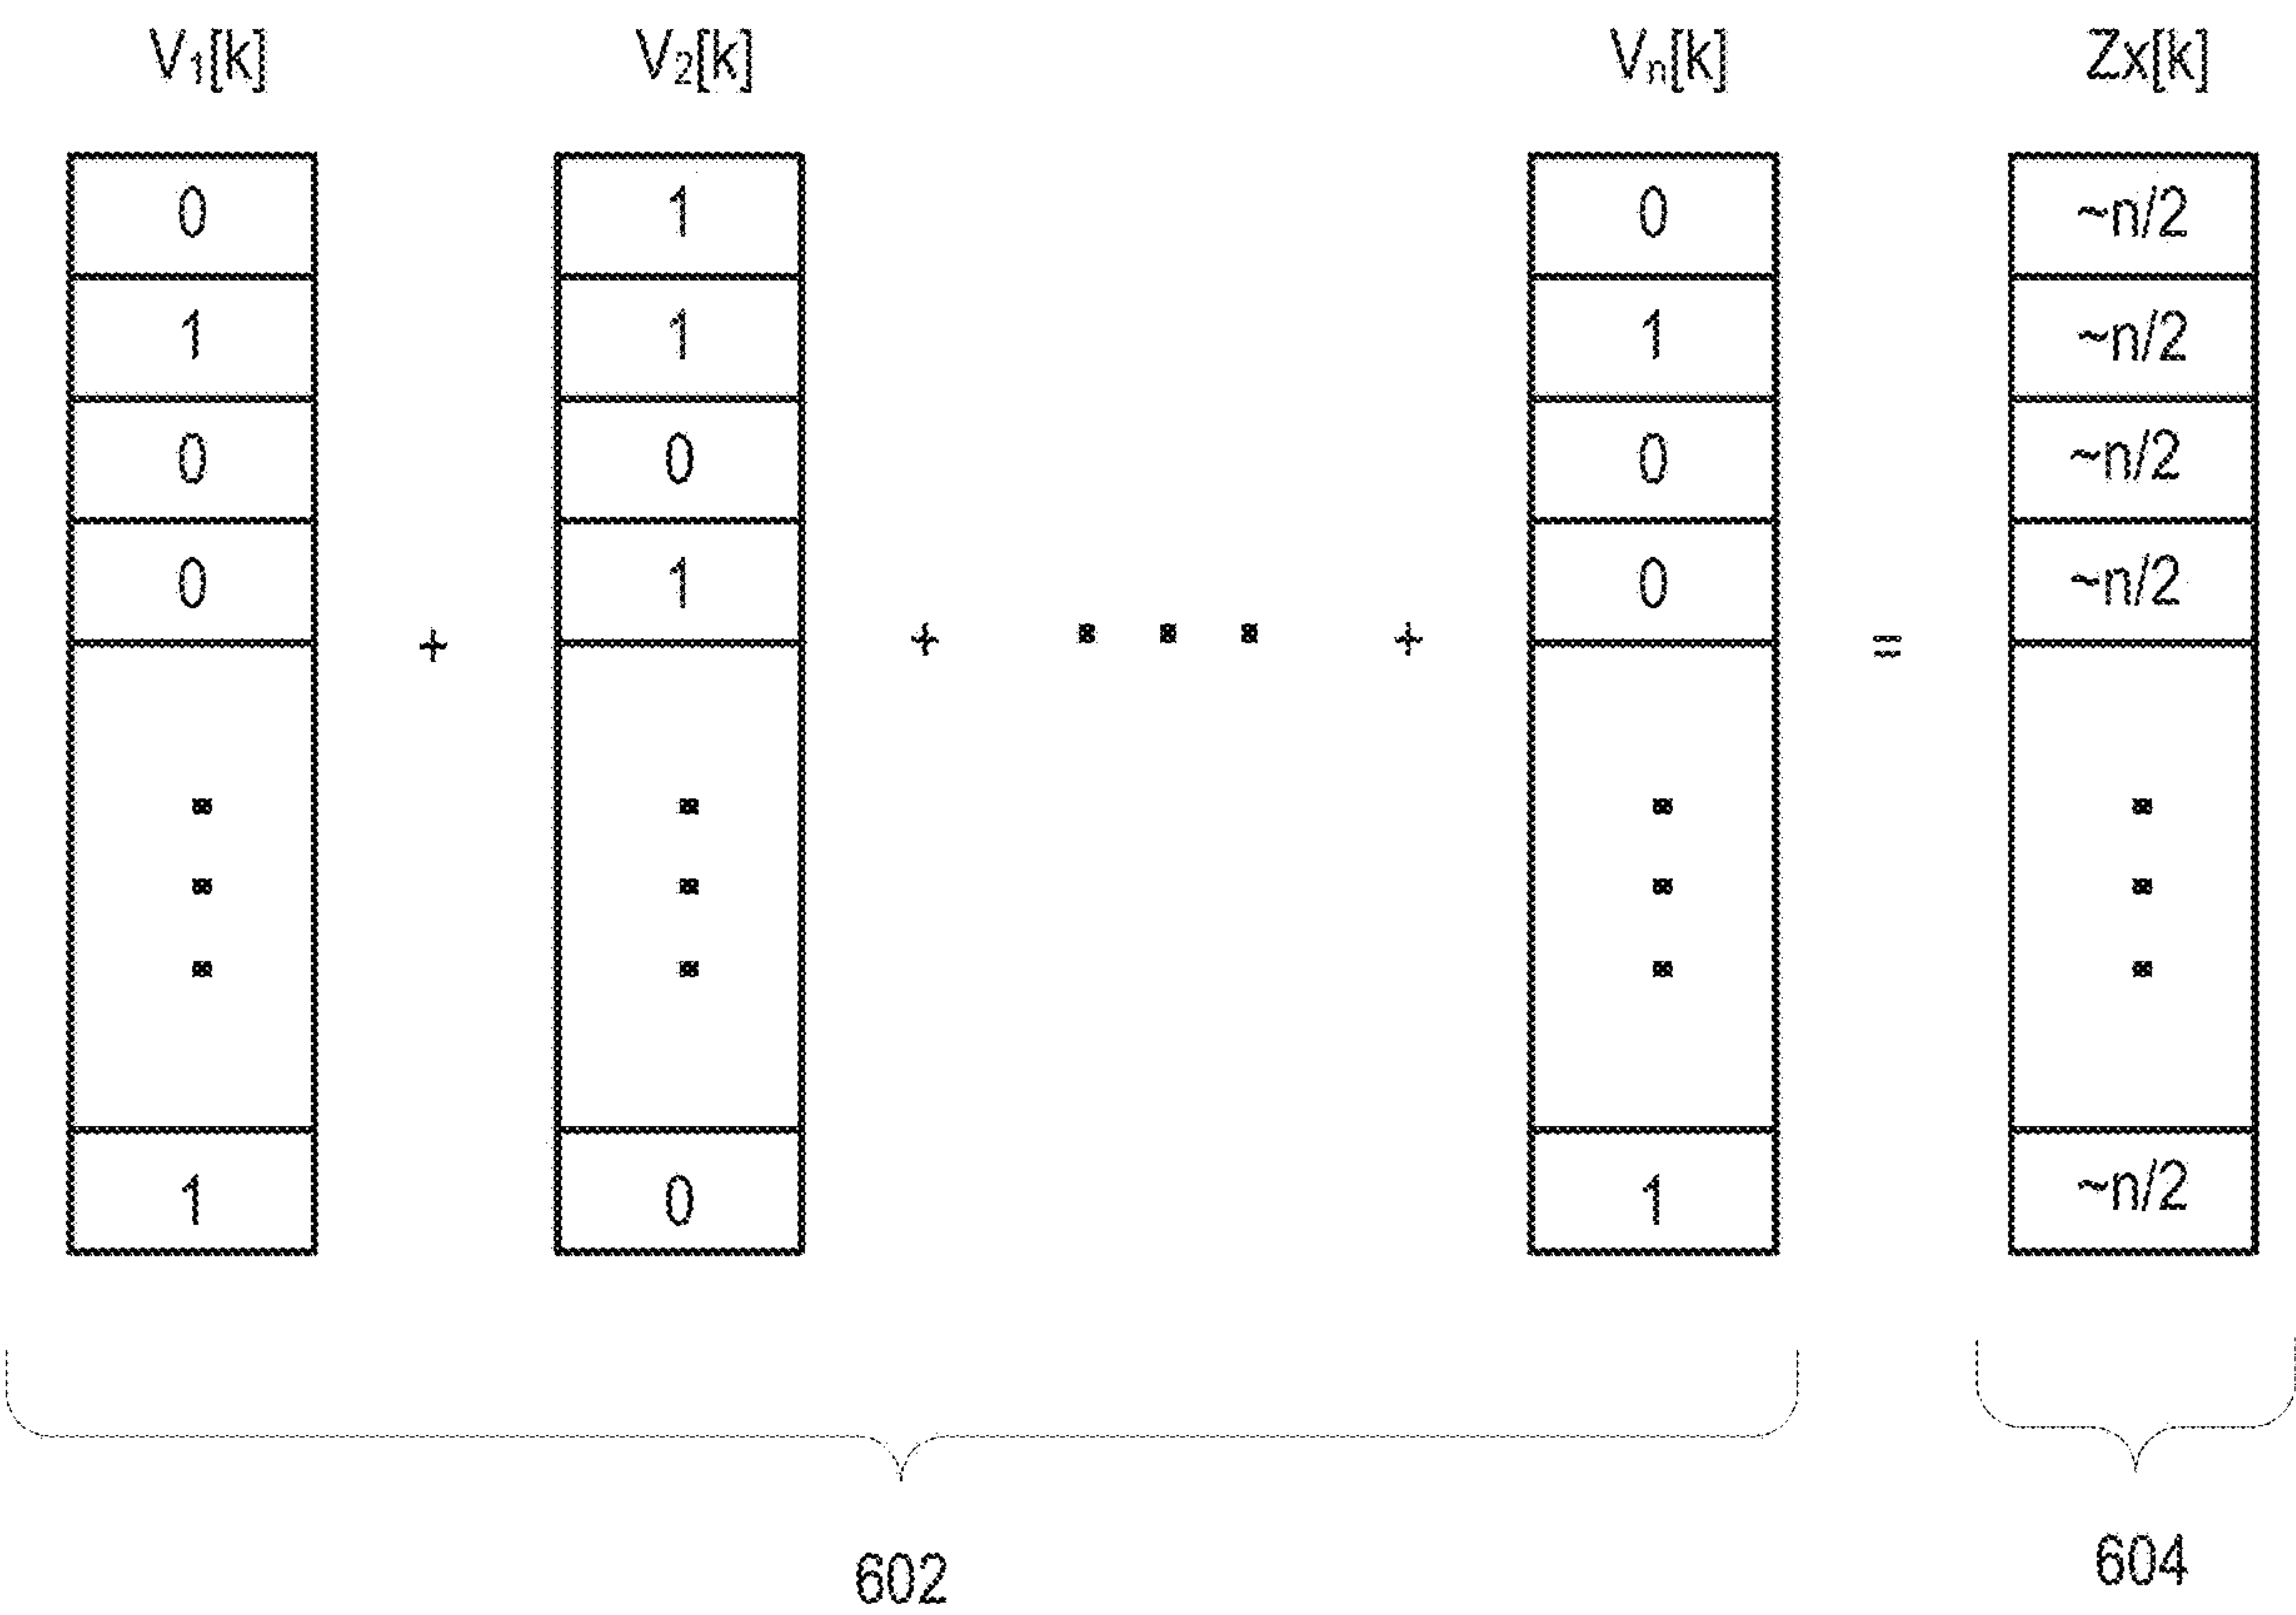 V₁[k] V₂[k] Vₙ[k] Zx[k]
0 1 0 ~n/2
1 1 1 ~n/2
0 0 0 ~n/2
0 1 0 ~n/2
+ + ▪ ▪ ▪ + =
1 0 1 ~n/2
602 604